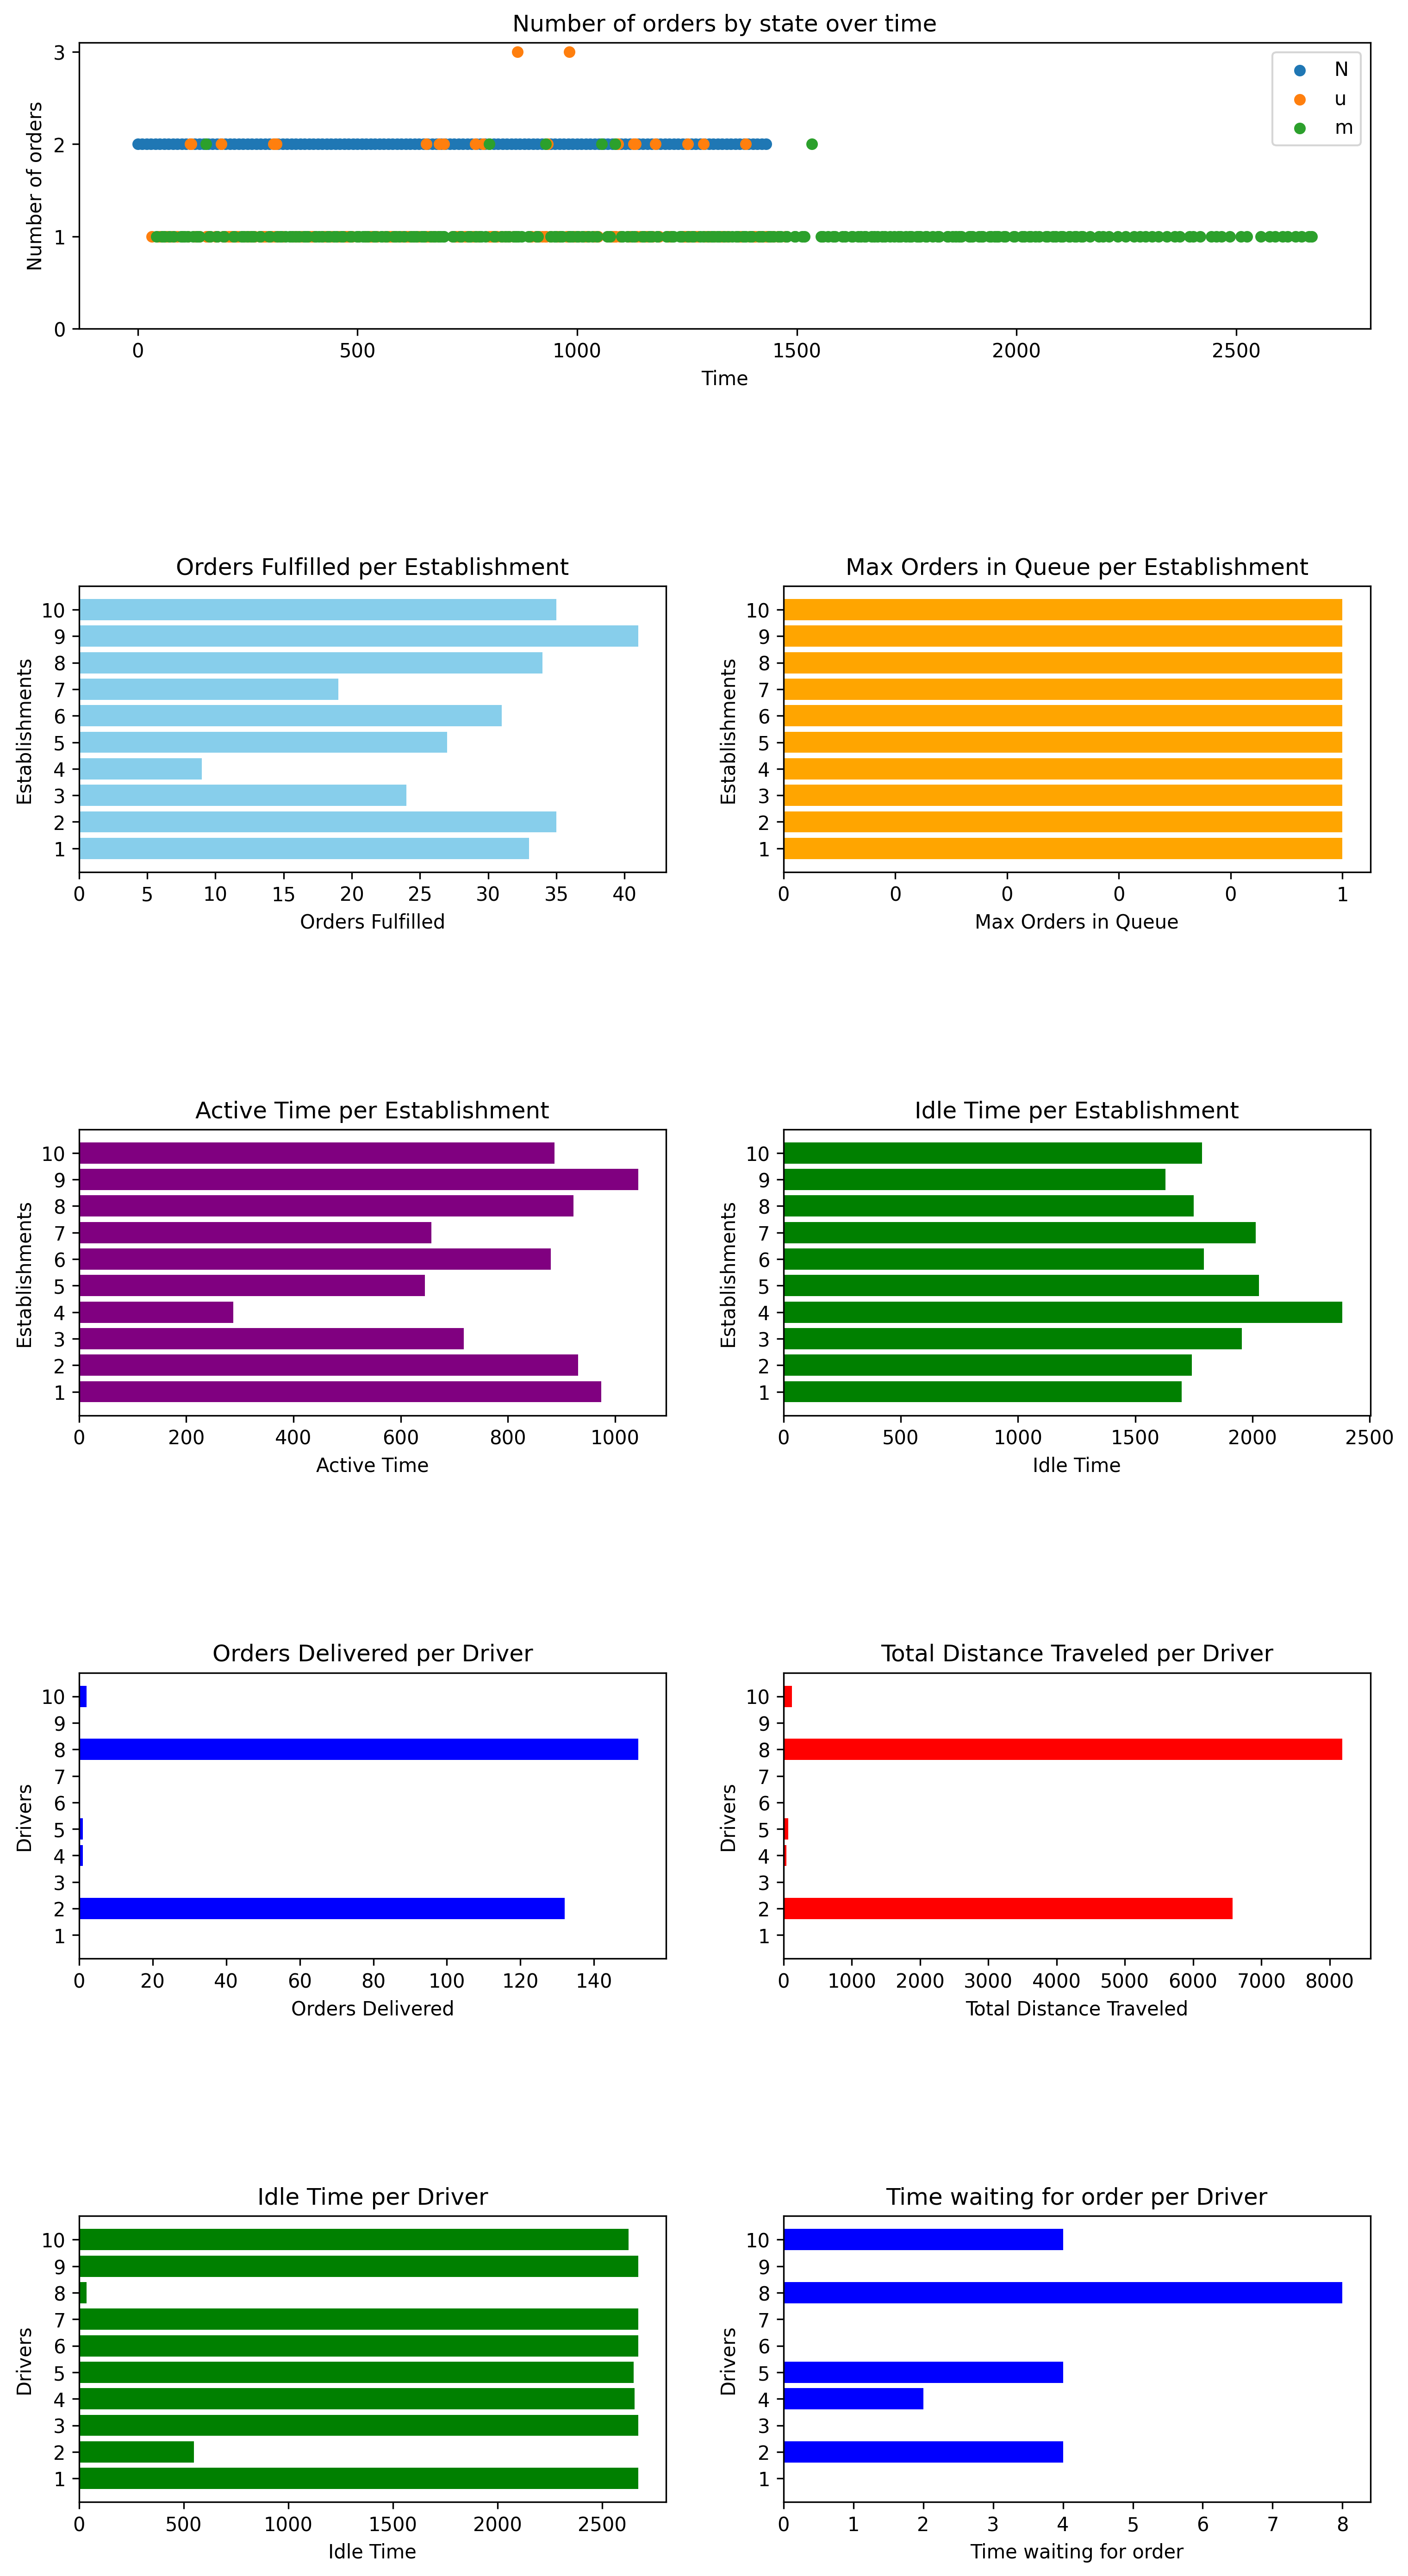 Number of orders by state over time
3
2
1
0
Number of orders
N
u
m
0 500 1000 1500 2000 2500
Time
Orders Fulfilled per Establishment
10
9
8
7
6
5
4
3
2
1
Establishments
0 5 10 15 20 25 30 35 40
Orders Fulfilled
Max Orders in Queue per Establishment
10
9
8
7
6
5
4
3
2
1
Establishments
0 0 0 0 0 1
Max Orders in Queue
Active Time per Establishment
10
9
8
7
6
5
4
3
2
1
Establishments
0 200 400 600 800 1000
Active Time
Idle Time per Establishment
10
9
8
7
6
5
4
3
2
1
Establishments
0 500 1000 1500 2000 2500
Idle Time
Orders Delivered per Driver
10
9
8
7
6
5
4
3
2
1
Drivers
0 20 40 60 80 100 120 140
Orders Delivered
Total Distance Traveled per Driver
10
9
8
7
6
5
4
3
2
1
Drivers
0 1000 2000 3000 4000 5000 6000 7000 8000
Total Distance Traveled
Idle Time per Driver
10
9
8
7
6
5
4
3
2
1
Drivers
0 500 1000 1500 2000 2500
Idle Time
Time waiting for order per Driver
10
9
8
7
6
5
4
3
2
1
Drivers
0 1 2 3 4 5 6 7 8
Time waiting for order